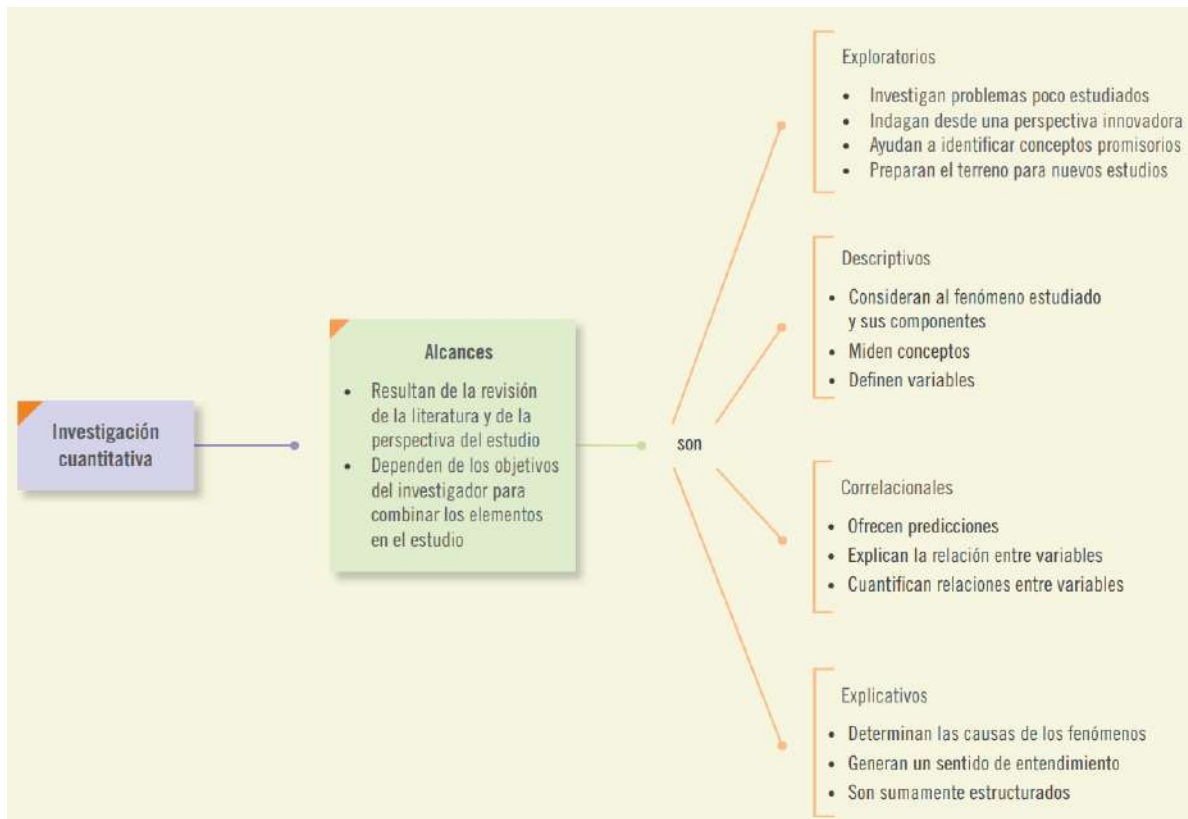 Investigación
cuantitativa
Alcances
• Resultan de la revisión
de la literatura y de la
perspectiva del estudio
• Dependen de los objetivos
del investigador para
combinar los elementos
en el estudio
son
Exploratorios
• Investigan problemas poco estudiados
• Indagan desde una perspectiva innovadora
• Ayudan a identificar conceptos promisorios
• Preparan el terreno para nuevos estudios
Descriptivos
• Consideran al fenómeno estudiado
y sus componentes
• Miden conceptos
• Definen variables
Correlacionales
• Ofrecen predicciones
• Explican la relación entre variables
• Cuantifican relaciones entre variables
Explicativos
• Determinan las causas de los fenómenos
• Generan un sentido de entendimiento
• Son sumamente estructurados